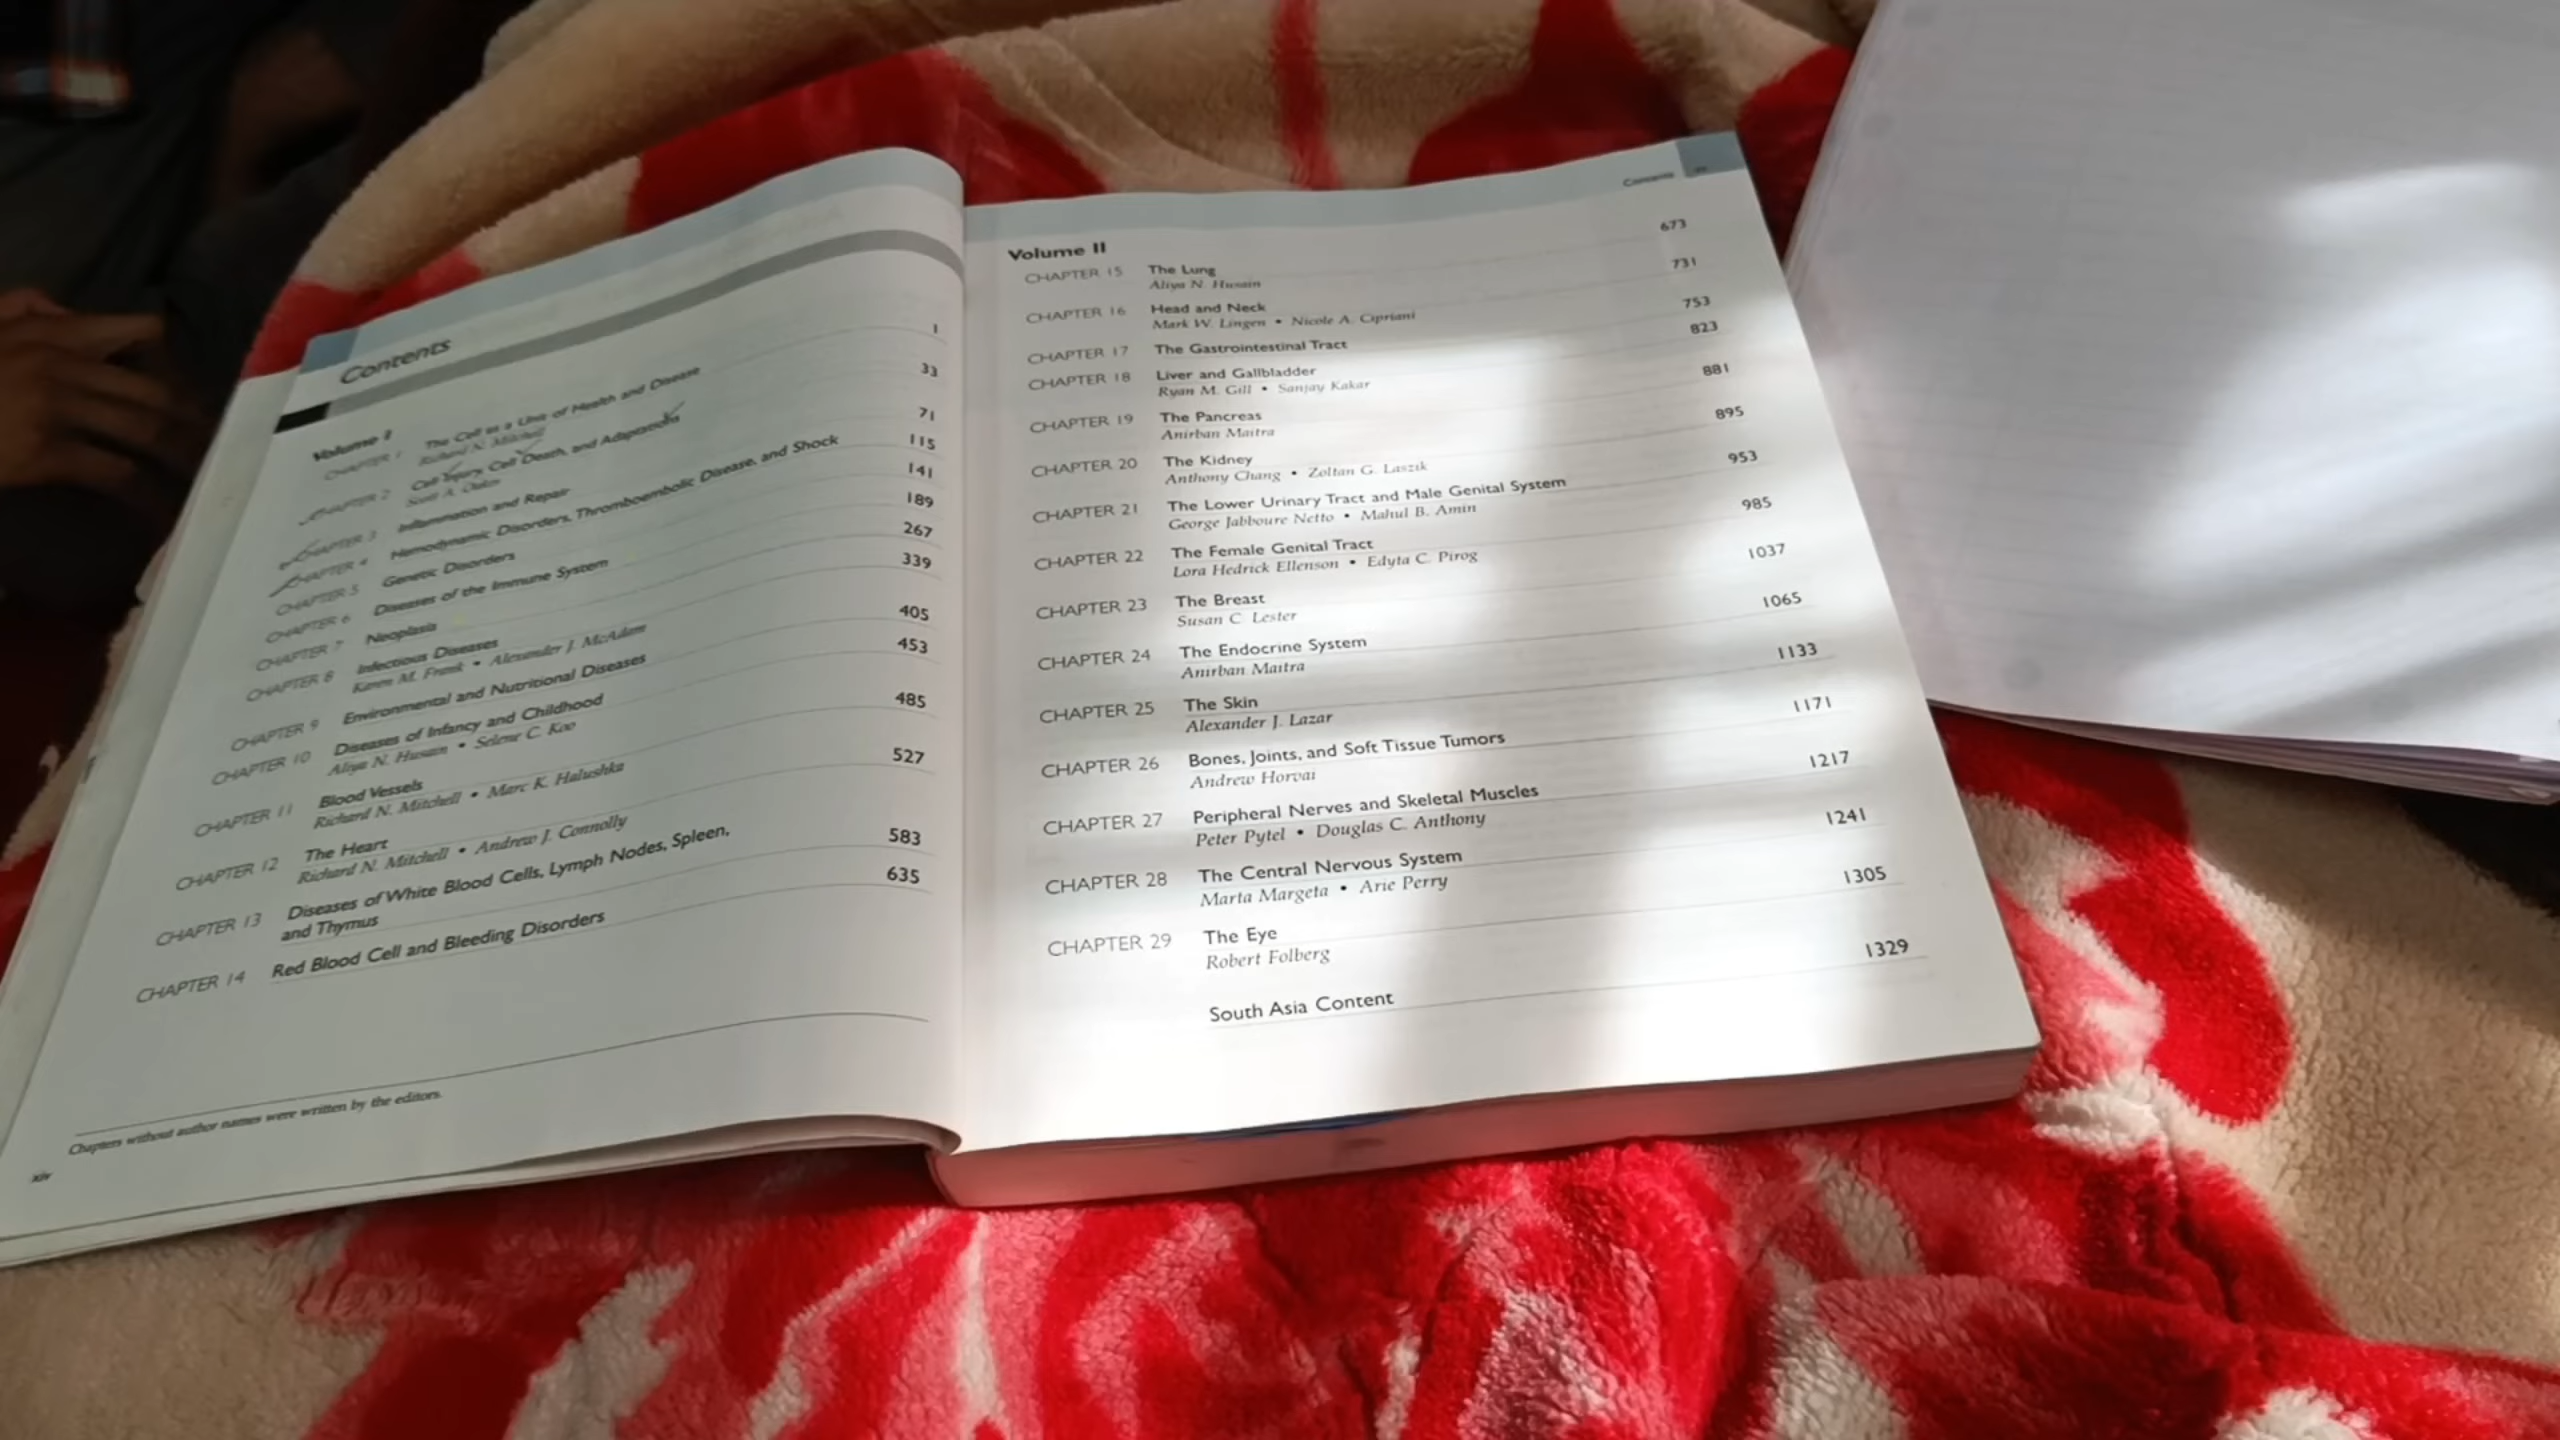 Contents
Volume I
CHAPTER 1 The Cell as a Unit of Health and Disease 1
Richard N. Mitchell
CHAPTER 2 Cell Injury, Cell Death, and Adaptations 33
Scott A. Oakes
CHAPTER 3 Inflammation and Repair 71
CHAPTER 4 Hemodynamic Disorders, Thromboembolic Disease, and Shock 115
CHAPTER 5 Genetic Disorders 141
CHAPTER 6 Diseases of the Immune System 189
CHAPTER 7 Neoplasia 267
CHAPTER 8 Infectious Diseases 339
Karen M. Frank • Alexander J. McAdam
CHAPTER 9 Environmental and Nutritional Diseases 405
CHAPTER 10 Diseases of Infancy and Childhood 453
Aliya N. Husain • Selene C. Koo
CHAPTER 11 Blood Vessels 485
Richard N. Mitchell • Marc K. Halushka
CHAPTER 12 The Heart 527
Richard N. Mitchell • Andrew J. Connolly
CHAPTER 13 Diseases of White Blood Cells, Lymph Nodes, Spleen,
and Thymus 583
CHAPTER 14 Red Blood Cell and Bleeding Disorders 635
Chapters without author names were written by the editors.
xiv
Contents
Volume II
CHAPTER 15 The Lung 673
Aliya N. Husain
CHAPTER 16 Head and Neck 731
Mark W. Lingen • Nicole A. Cipriani
CHAPTER 17 The Gastrointestinal Tract 753
CHAPTER 18 Liver and Gallbladder 823
Ryan M. Gill • Sanjay Kakar
CHAPTER 19 The Pancreas 881
Anirban Maitra
CHAPTER 20 The Kidney 895
Anthony Chang • Zoltan G. Laszik
CHAPTER 21 The Lower Urinary Tract and Male Genital System 953
George Jabboure Netto • Mahul B. Amin
CHAPTER 22 The Female Genital Tract 985
Lora Hedrick Ellenson • Edyta C. Pirog
CHAPTER 23 The Breast 1037
Susan C. Lester
CHAPTER 24 The Endocrine System 1065
Anirban Maitra
CHAPTER 25 The Skin 1133
Alexander J. Lazar
CHAPTER 26 Bones, Joints, and Soft Tissue Tumors 1171
Andrew Horvai
CHAPTER 27 Peripheral Nerves and Skeletal Muscles 1217
Peter Pytel • Douglas C. Anthony
CHAPTER 28 The Central Nervous System 1241
Marta Margeta • Arie Perry
CHAPTER 29 The Eye 1305
Robert Folberg
South Asia Content 1329